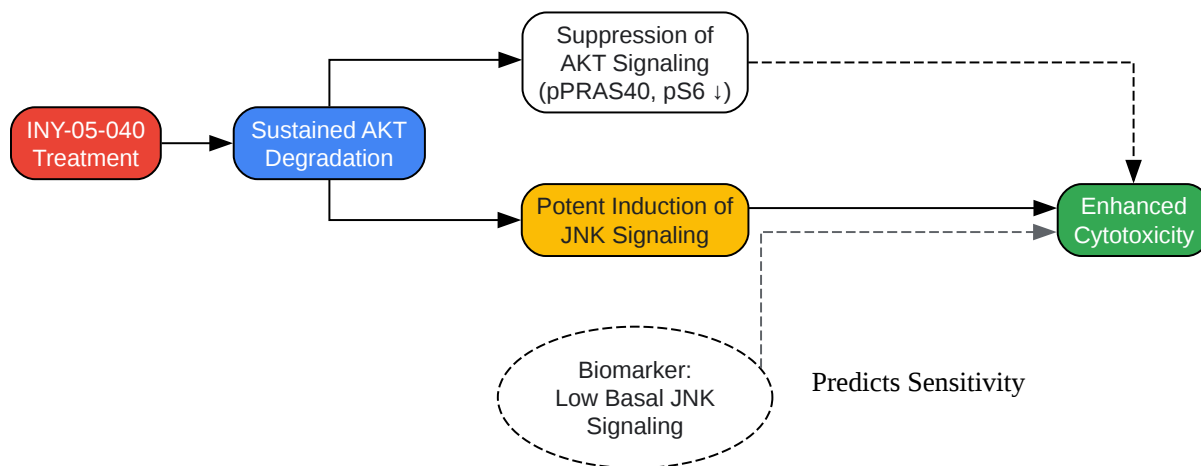 INY-05-040
Treatment
Sustained AKT
Degradation
Suppression of
AKT Signaling
(pPRAS40, pS6 ↓)
Potent Induction of
JNK Signaling
Enhanced
Cytotoxicity
Biomarker:
Low Basal JNK
Signaling
Predicts Sensitivity